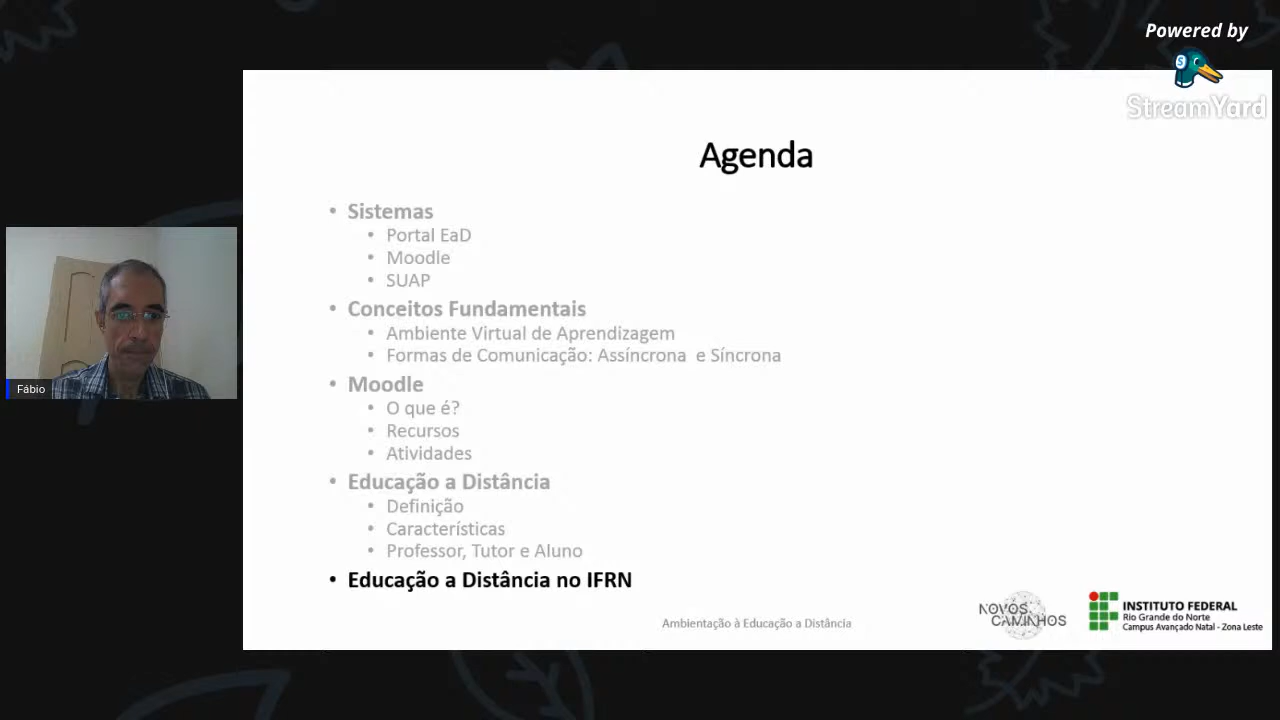 Powered by
StreamYard
Agenda
• Sistemas
• Portal EaD
• Moodle
• SUAP
• Conceitos Fundamentais
• Ambiente Virtual de Aprendizagem
• Formas de Comunicação: Assíncrona e Síncrona
• Moodle
• O que é?
• Recursos
• Atividades
• Educação a Distância
• Definição
• Características
• Professor, Tutor e Aluno
• Educação a Distância no IFRN
Fábio
Ambientação à Educação a Distância
NOVOS
CAMINHOS
INSTITUTO FEDERAL
Rio Grande do Norte
Campus Avançado Natal - Zona Leste